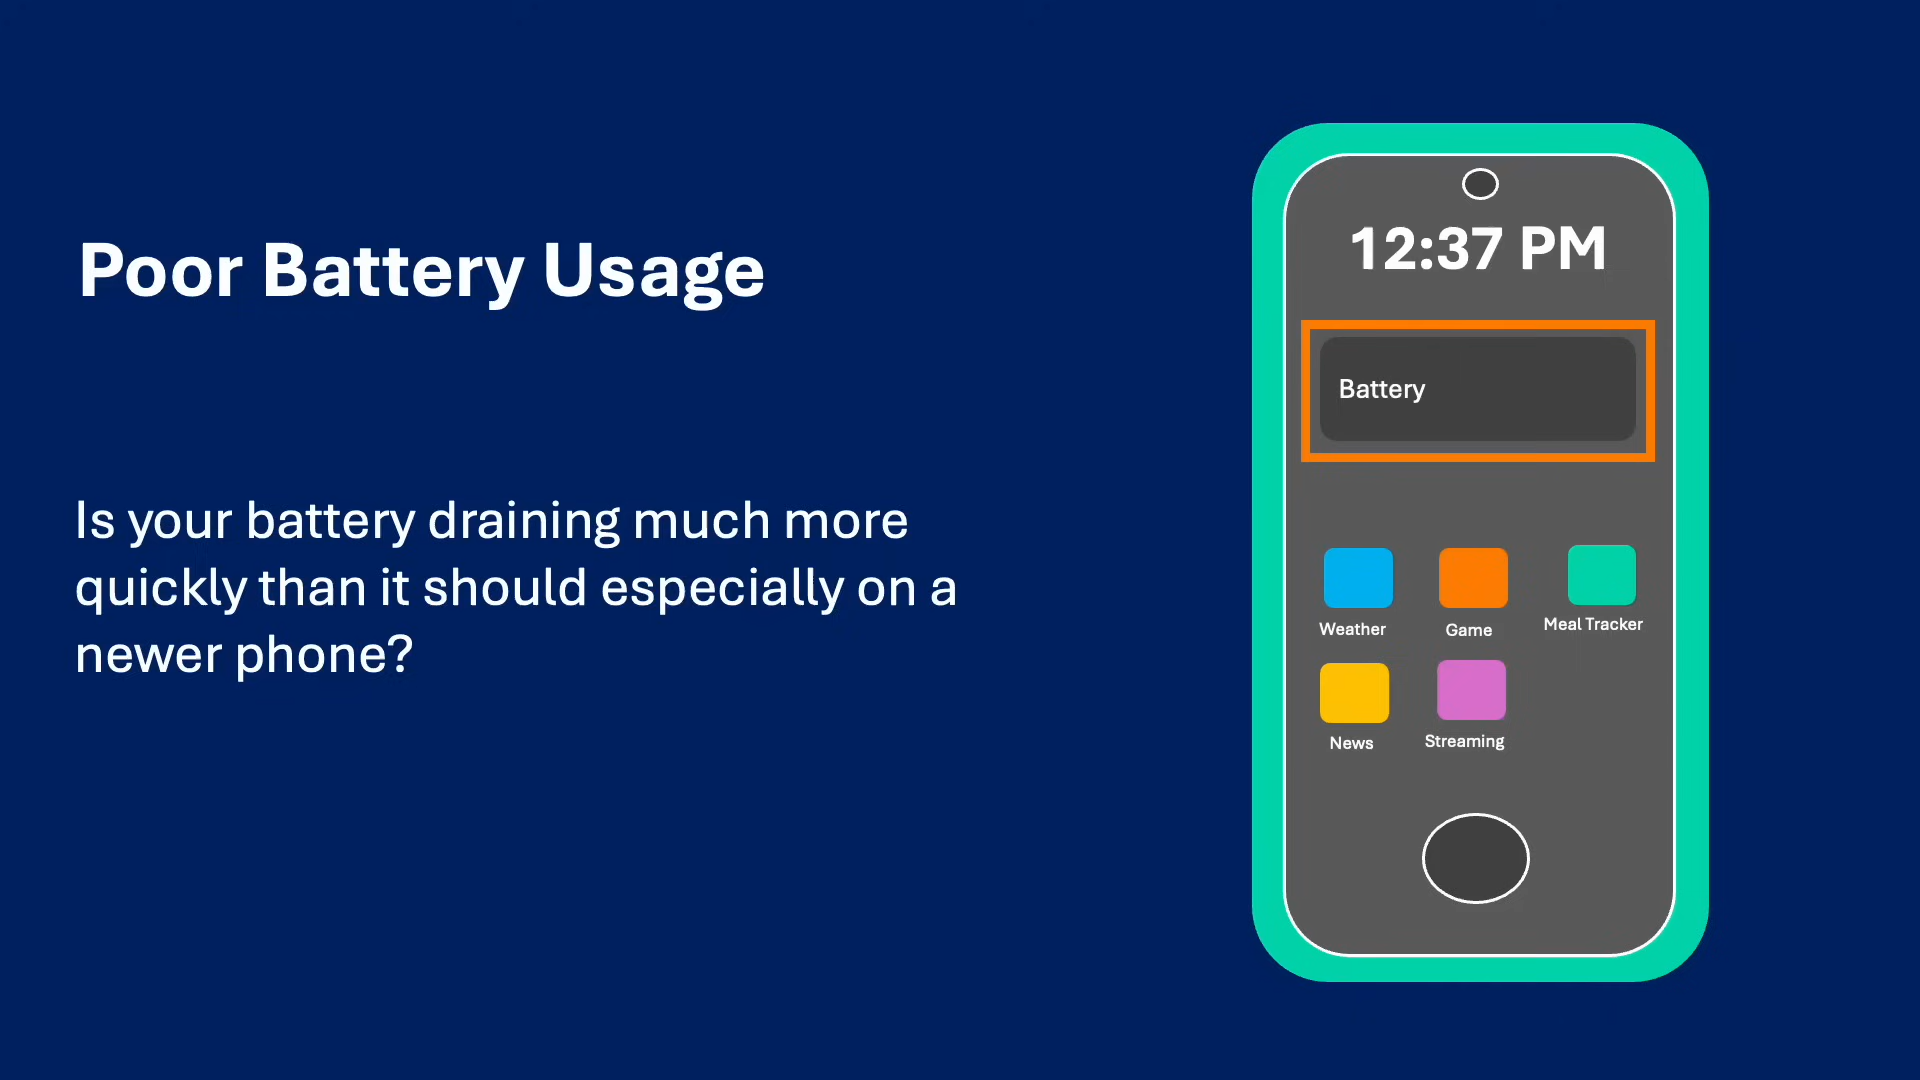 Poor Battery Usage
Is your battery draining much more
quickly than it should especially on a
newer phone?
12:37 PM
Battery
Weather
Game
Meal Tracker
News
Streaming